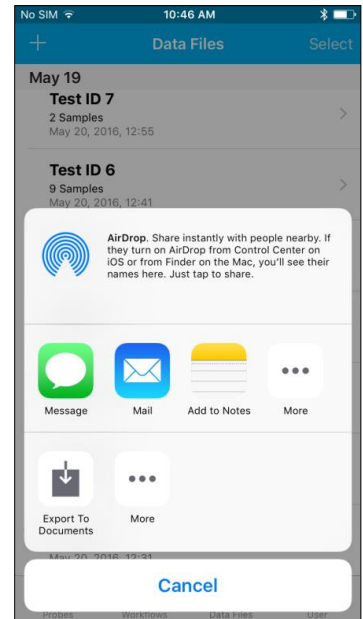 No SIM 10:46 AM
Data Files Select
May 19
Test ID 7
2 Samples
May 20, 2016, 12:55
Test ID 6
9 Samples
May 20, 2016, 12:41
AirDrop. Share instantly with people nearby. If
they turn on AirDrop from Control Center on
iOS or from Finder on the Mac, you'll see their
names here. Just tap to share.
Message Mail Add to Notes More
Export To
Documents
More
May 20, 2016, 12:31
Cancel
Probes Workflows Data Files User